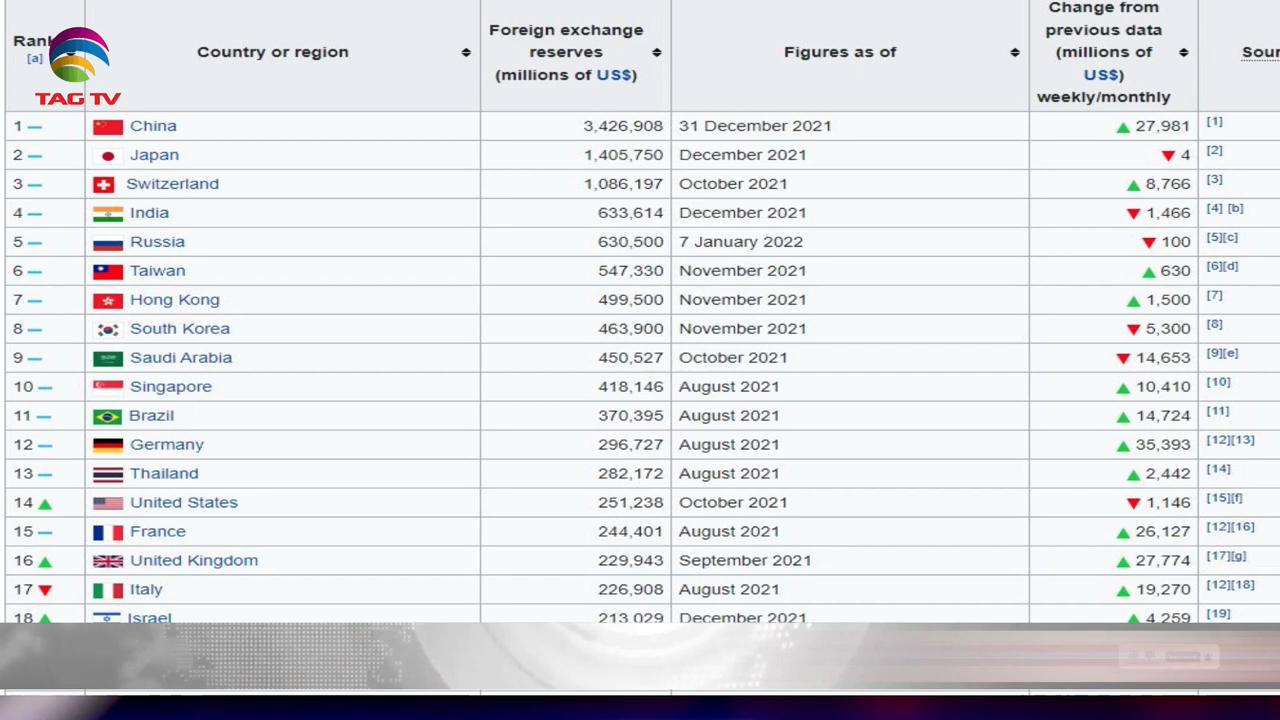 Rank
[a]
TAG TV
Country or region
Foreign exchange
reserves
(millions of US$)
Figures as of
Change from
previous data
(millions of
US$)
weekly/monthly
1 China 3,426,908 31 December 2021 ▲ 27,981 [1]
2 Japan 1,405,750 December 2021 ▼ 4 [2]
3 Switzerland 1,086,197 October 2021 ▲ 8,766 [3]
4 India 633,614 December 2021 ▼ 1,466 [4] [b]
5 Russia 630,500 7 January 2022 ▼ 100 [5][c]
6 Taiwan 547,330 November 2021 ▲ 630 [6][d]
7 Hong Kong 499,500 November 2021 ▲ 1,500 [7]
8 South Korea 463,900 November 2021 ▼ 5,300 [8]
9 Saudi Arabia 450,527 October 2021 ▼ 14,653 [9][e]
10 Singapore 418,146 August 2021 ▲ 10,410 [10]
11 Brazil 370,395 August 2021 ▲ 14,724 [11]
12 Germany 296,727 August 2021 ▲ 35,393 [12][13]
13 Thailand 282,172 August 2021 ▲ 2,442 [14]
14 ▲ United States 251,238 October 2021 ▼ 1,146 [15][f]
15 France 244,401 August 2021 ▲ 26,127 [12][16]
16 ▲ United Kingdom 229,943 September 2021 ▲ 27,774 [17][g]
17 ▼ Italy 226,908 August 2021 ▲ 19,270 [12][18]
18 ▲ Israel 213,029 December 2021 ▲ 4,259 [19]